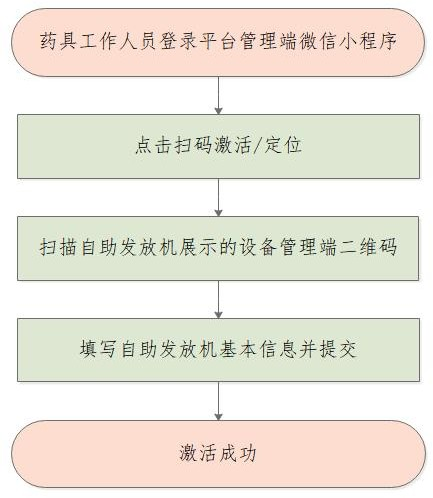 药具工作人员登录平台管理端微信小程序
点击扫码激活/定位
扫描自助发放机展示的设备管理端二维码
填写自助发放机基本信息并提交
激活成功